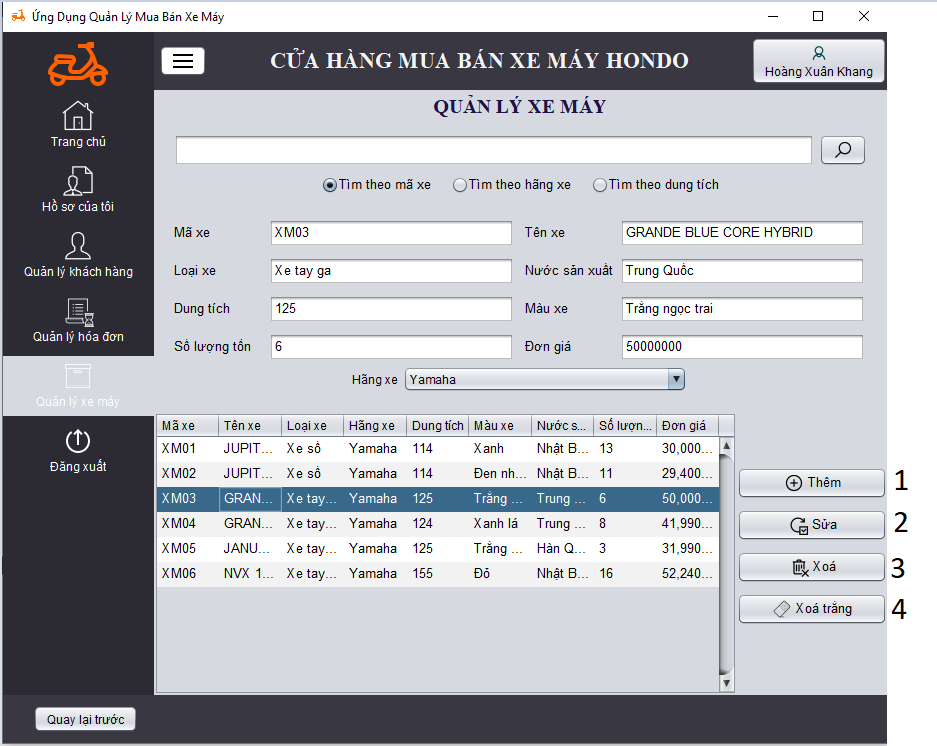 Ứng Dụng Quản Lý Mua Bán Xe Máy
CỬA HÀNG MUA BÁN XE MÁY HONDO
Hoàng Xuân Khang
Trang chủ
Hồ sơ của tôi
Quản lý khách hàng
Quản lý hóa đơn
Quản lý xe máy
Đăng xuất
QUẢN LÝ XE MÁY
Tìm theo mã xe Tìm theo hãng xe Tìm theo dung tích
Mã xe XM03 Tên xe GRANDE BLUE CORE HYBRID
Loại xe Xe tay ga Nước sản xuất Trung Quốc
Dung tích 125 Màu xe Trắng ngọc trai
Số lượng tồn 6 Đơn giá 50000000
Hãng xe Yamaha
Mã xe Tên xe Loại xe Hãng xe Dung tích Màu xe Nước s... Số lượn... Đơn giá
XM01 JUPIT... Xe số Yamaha 114 Xanh Nhật B... 13 30,000...
XM02 JUPIT... Xe số Yamaha 114 Đen nh... Nhật B... 11 29,400...
XM03 GRAN... Xe tay... Yamaha 125 Trắng ... Trung ... 6 50,000...
XM04 GRAN... Xe tay... Yamaha 124 Xanh lá Trung ... 8 41,990...
XM05 JANU... Xe tay... Yamaha 125 Trắng ... Hàn Q... 3 31,990...
XM06 NVX 1... Xe tay... Yamaha 155 Đỏ Nhật B... 16 52,240...
Thêm 1
Sửa 2
Xoá 3
Xoá trắng 4
Quay lại trước